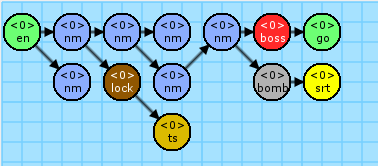 <0> <0> <0> <0> <0> <0> <0>
en nm nm nm nm boss go
<0> <0> <0> <0> <0>
nm lock nm bomb srt
<0>
ts